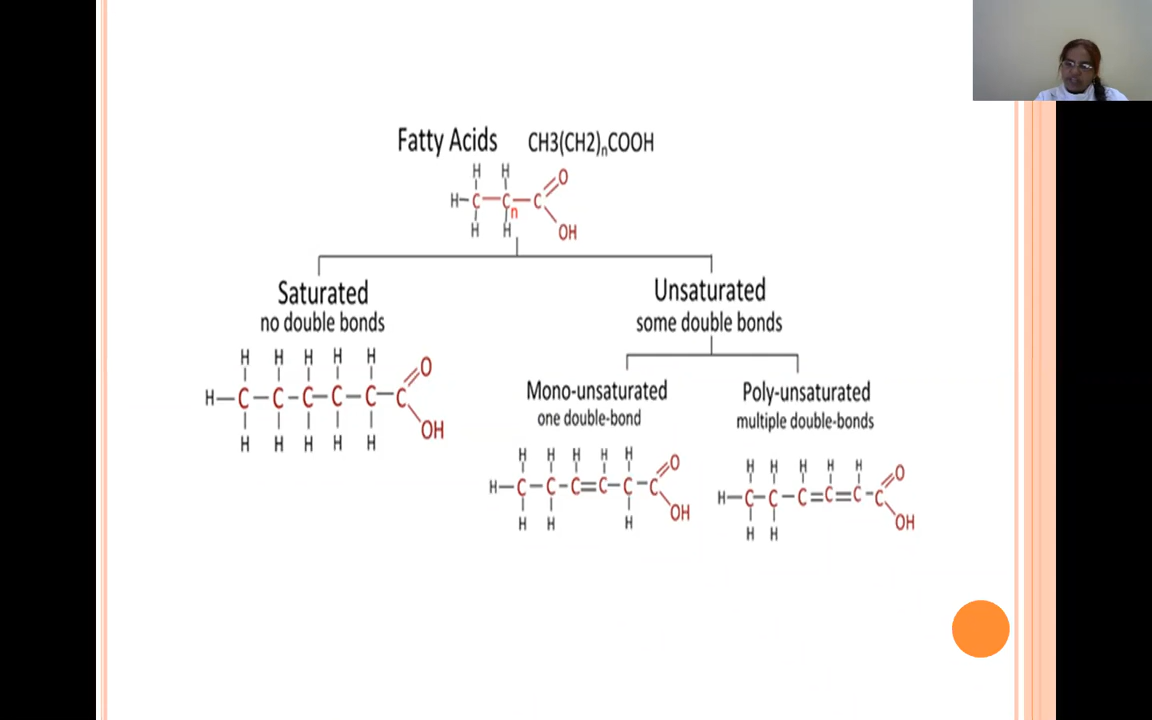 Fatty Acids CH3(CH2)nCOOH
H H O
H-C-C-C
n
H H OH
Saturated
no double bonds
H H H H H O
H-C-C-C-C-C-C
H H H H H OH
Unsaturated
some double bonds
Mono-unsaturated
one double-bond
H H H H H O
H-C-C-C=C-C-C
H H H OH
Poly-unsaturated
multiple double-bonds
H H H H H O
H-C-C-C=C=C-C
H H OH